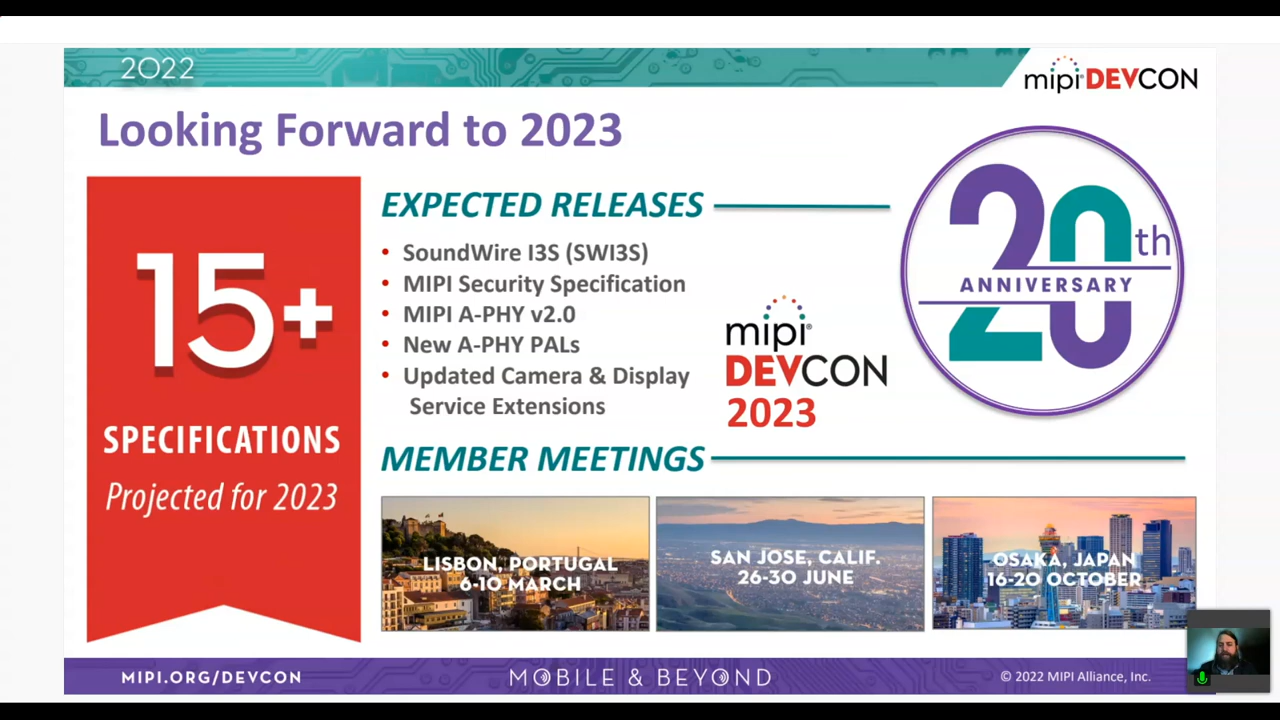 2022
mipi® DEVCON
Looking Forward to 2023
15+
SPECIFICATIONS
Projected for 2023
EXPECTED RELEASES
• SoundWire I3S (SWI3S)
• MIPI Security Specification
• MIPI A-PHY v2.0
• New A-PHY PALs
• Updated Camera & Display
Service Extensions
mipi®
DEVCON
2023
20th
ANNIVERSARY
MEMBER MEETINGS
LISBON, PORTUGAL
6-10 MARCH
SAN JOSE, CALIF.
26-30 JUNE
OSAKA, JAPAN
16-20 OCTOBER
MIPI.ORG/DEVCON
MOBILE & BEYOND
© 2022 MIPI Alliance, Inc.